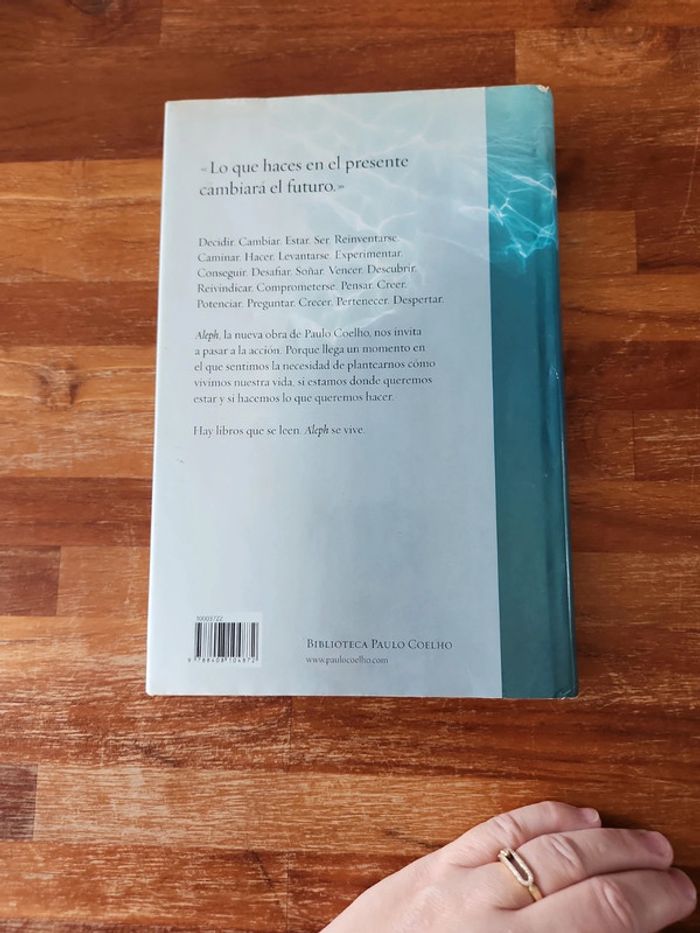 «Lo que haces en el presente
cambiará el futuro.»
Decidir. Cambiar. Estar. Ser. Reinventarse.
Caminar. Hacer. Levantarse. Experimentar.
Conseguir. Desafiar. Soñar. Vencer. Descubrir.
Reivindicar. Comprometerse. Pensar. Creer.
Potenciar. Preguntar. Crecer. Pertenecer. Despertar.
Aleph, la nueva obra de Paulo Coelho, nos invita
a pasar a la acción. Porque llega un momento en
el que sentimos la necesidad de plantearnos cómo
vivimos nuestra vida, si estamos donde queremos
estar y si hacemos lo que queremos hacer.
Hay libros que se leen. Aleph se vive.
10003722
9 788408 104872
BIBLIOTECA PAULO COELHO
www.paulocoelho.com